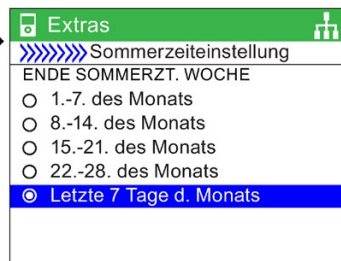 Extras
Sommerzeiteinstellung
ENDE SOMMERZT. WOCHE
1.-7. des Monats
8.-14. des Monats
15.-21. des Monats
22.-28. des Monats
Letzte 7 Tage d. Monats